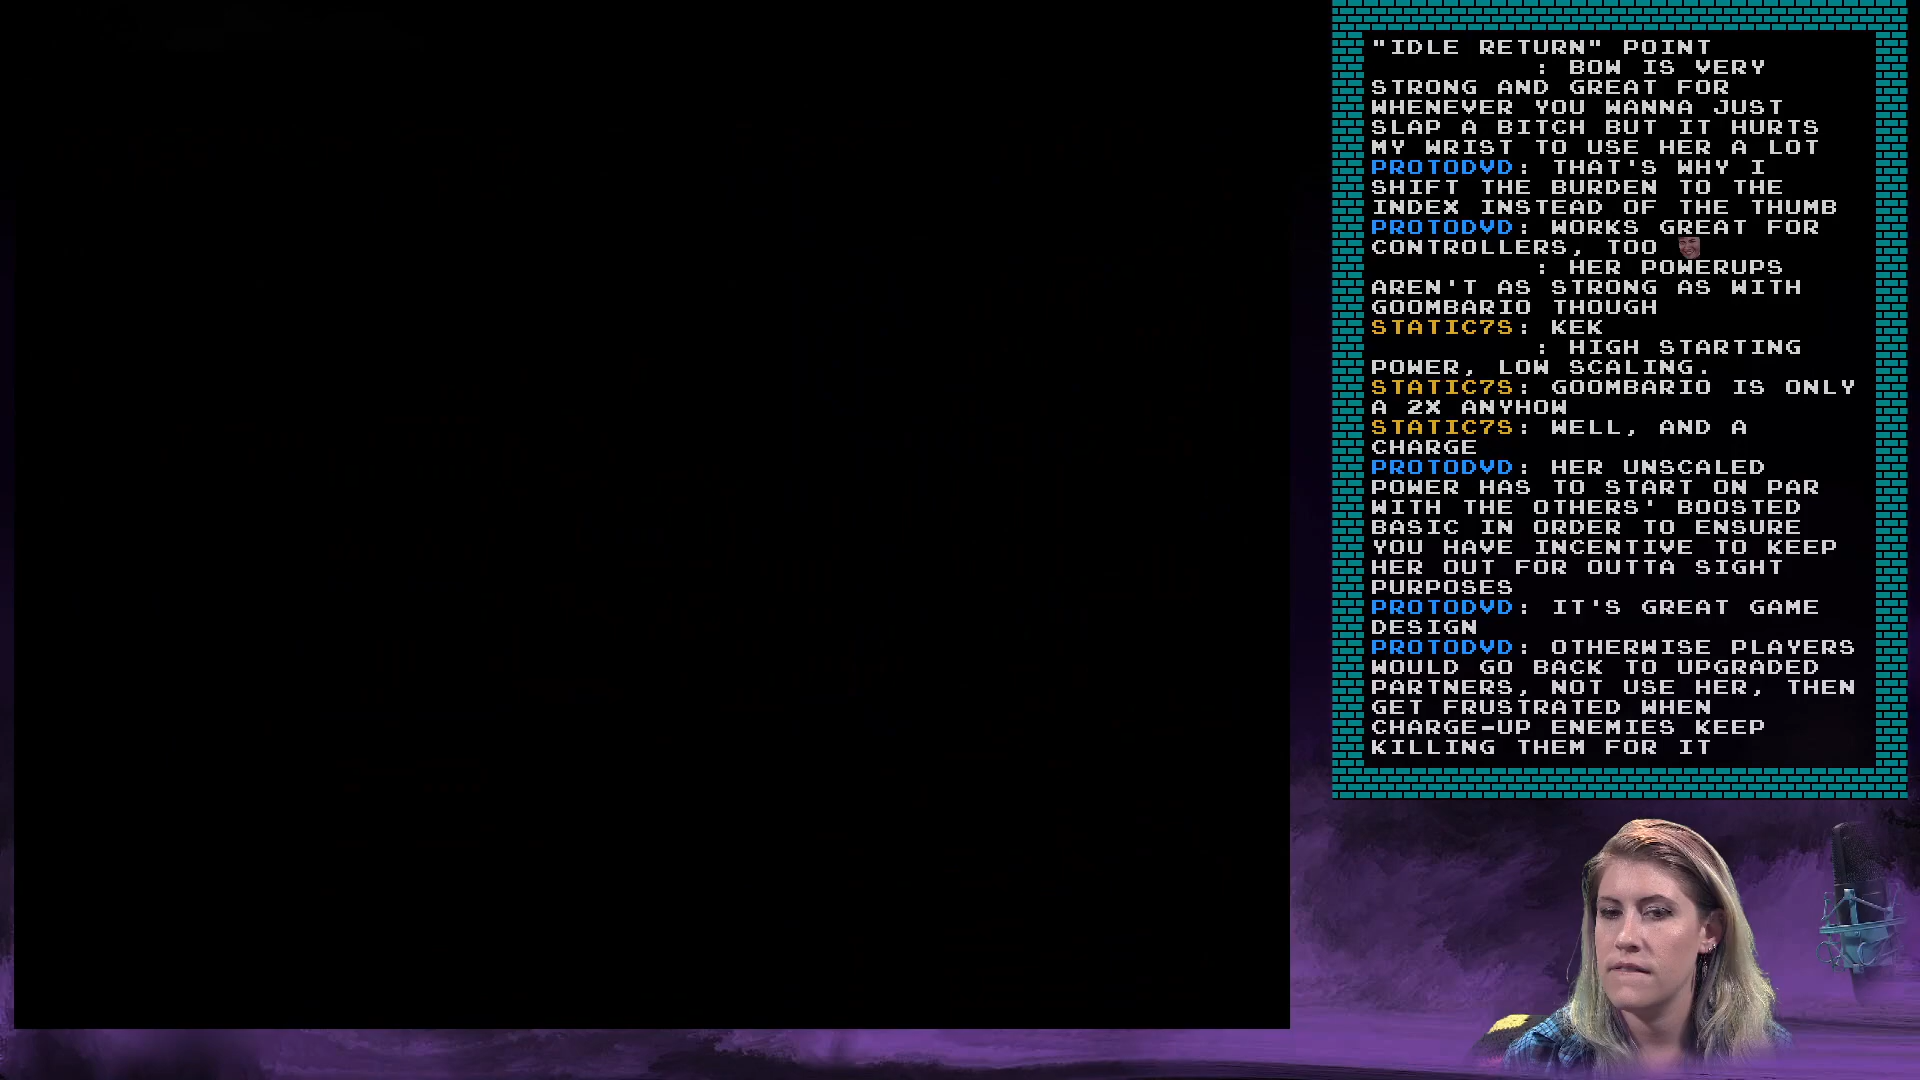 "IDLE RETURN" POINT
: BOW IS VERY
STRONG AND GREAT FOR
WHENEVER YOU WANNA JUST
SLAP A BITCH BUT IT HURTS
MY WRIST TO USE HER A LOT
PROTODVD: THAT'S WHY I
SHIFT THE BURDEN TO THE
INDEX INSTEAD OF THE THUMB
PROTODVD: WORKS GREAT FOR
CONTROLLERS, TOO
: HER POWERUPS
AREN'T AS STRONG AS WITH
GOOMBARIO THOUGH
STATIC7S: KEK
: HIGH STARTING
POWER, LOW SCALING.
STATIC7S: GOOMBARIO IS ONLY
A 2X ANYHOW
STATIC7S: WELL, AND A
CHARGE
PROTODVD: HER UNSCALED
POWER HAS TO START ON PAR
WITH THE OTHERS' BOOSTED
BASIC IN ORDER TO ENSURE
YOU HAVE INCENTIVE TO KEEP
HER OUT FOR OUTTA SIGHT
PURPOSES
PROTODVD: IT'S GREAT GAME
DESIGN
PROTODVD: OTHERWISE PLAYERS
WOULD GO BACK TO UPGRADED
PARTNERS, NOT USE HER, THEN
GET FRUSTRATED WHEN
CHARGE-UP ENEMIES KEEP
KILLING THEM FOR IT